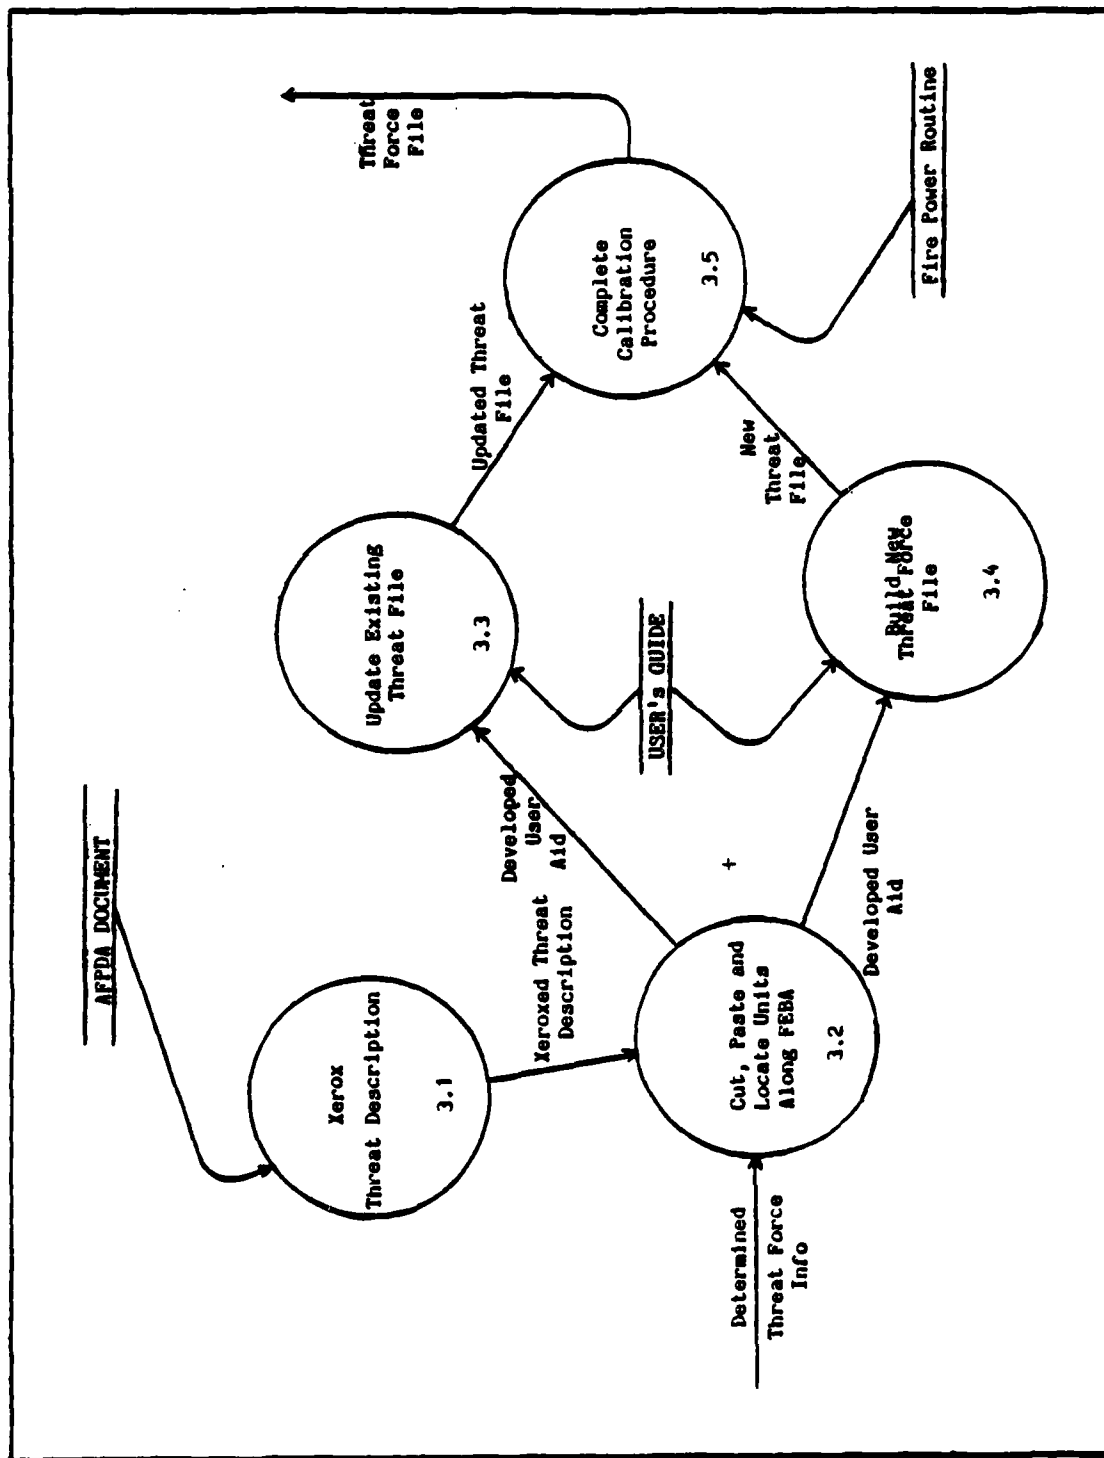 AFPDA DOCUMENT
Xerox
Threat Description
3.1
Xeroxed Threat
Description
Determined
Threat Force
Info
Cut, Paste and
Locate Units
Along FEBA
3.2
+
Developed
User
Aid
Developed User
Aid
Update Existing
Threat File
3.3
USER's GUIDE
Build New
Threat Force
File
3.4
Updated Threat
File
New
Threat
File
Complete
Calibration
Procedure
3.5
Threat
Force
File
Fire Power Routine